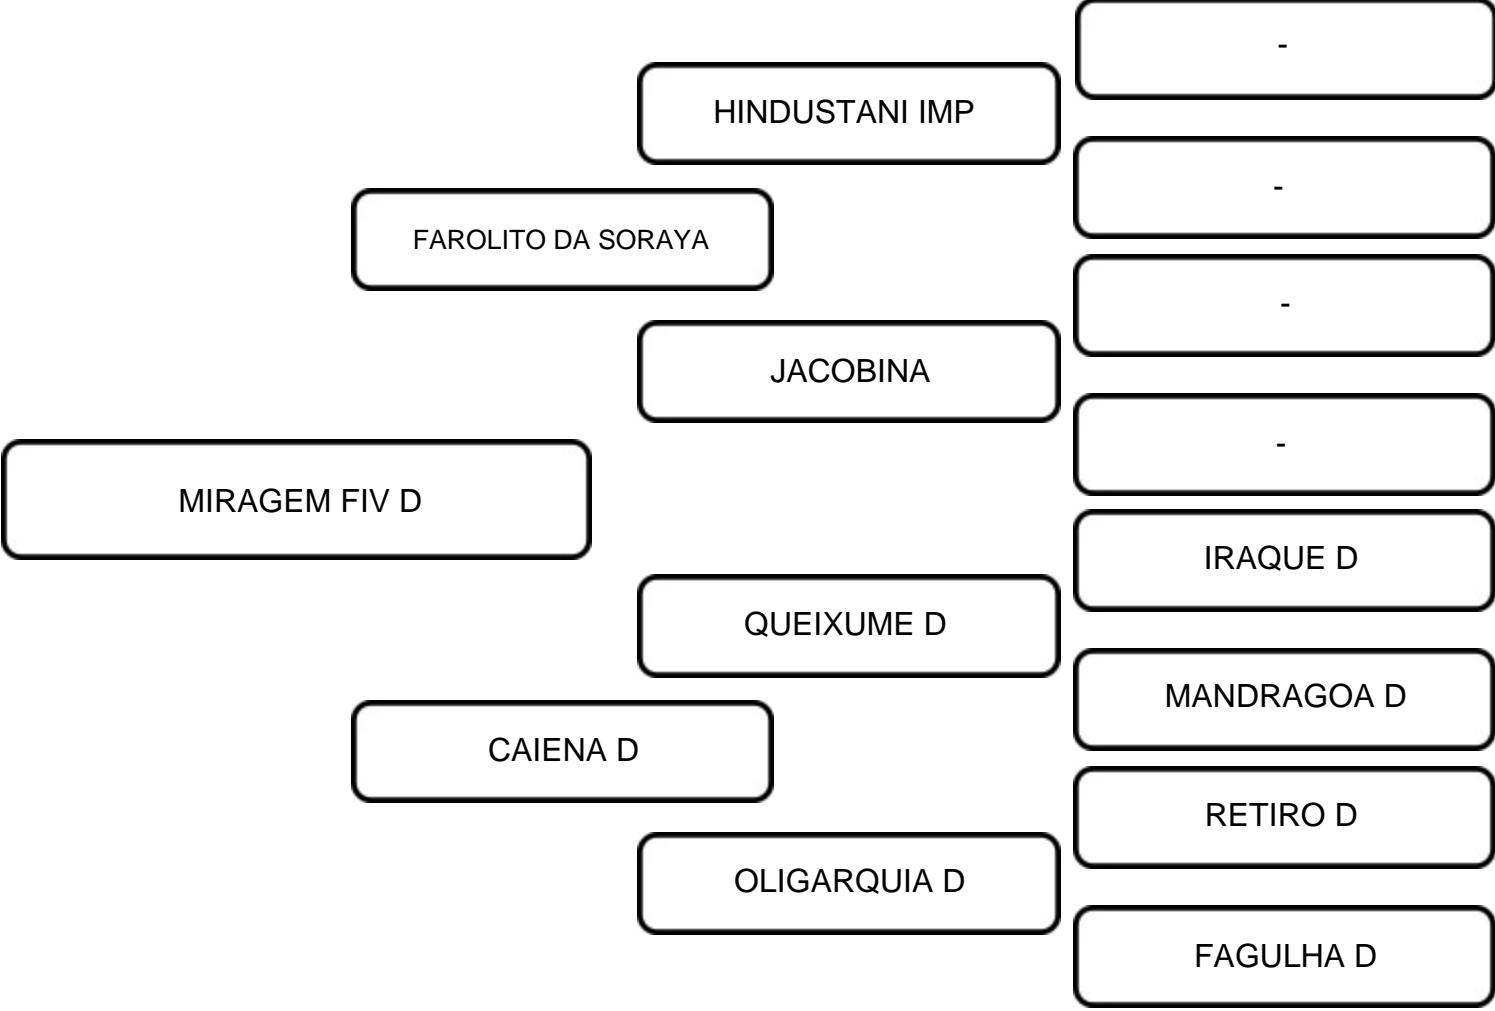 -
HINDUSTANI IMP
-
FAROLITO DA SORAYA
-
JACOBINA
-
MIRAGEM FIV D
IRAQUE D
QUEIXUME D
MANDRAGOA D
CAIENA D
RETIRO D
OLIGARQUIA D
FAGULHA D